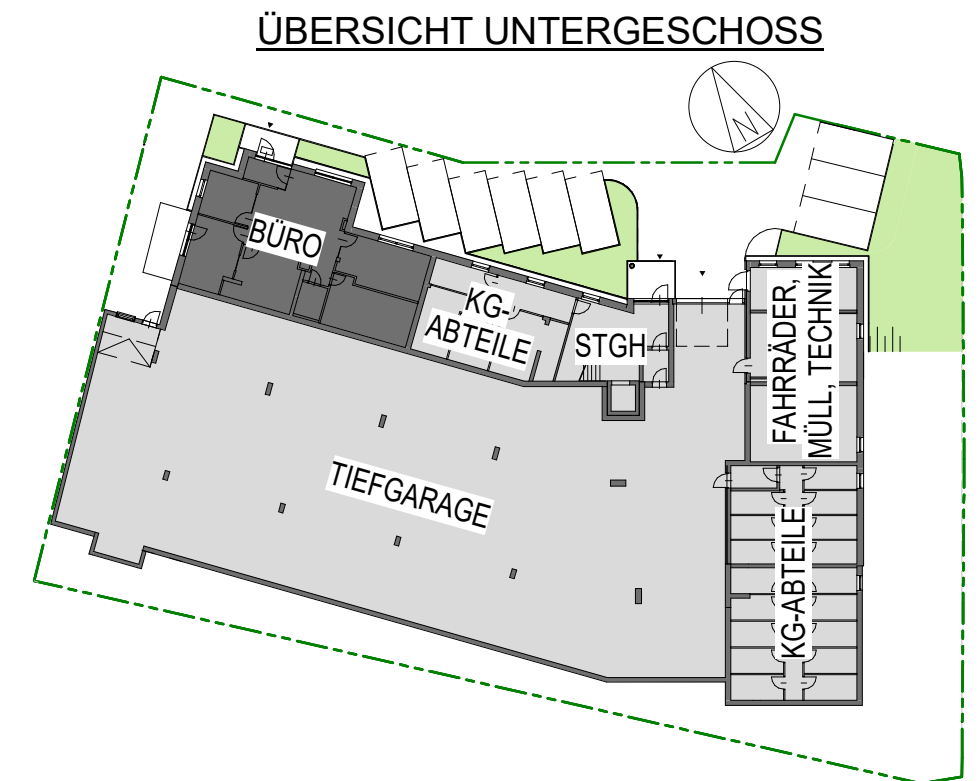 ÜBERSICHT UNTERGESCHOSS
N
BÜRO
KG-
ABTEILE
STGH
FAHRRÄDER,
MÜLL, TECHNIK
TIEFGARAGE
KG-ABTEILE